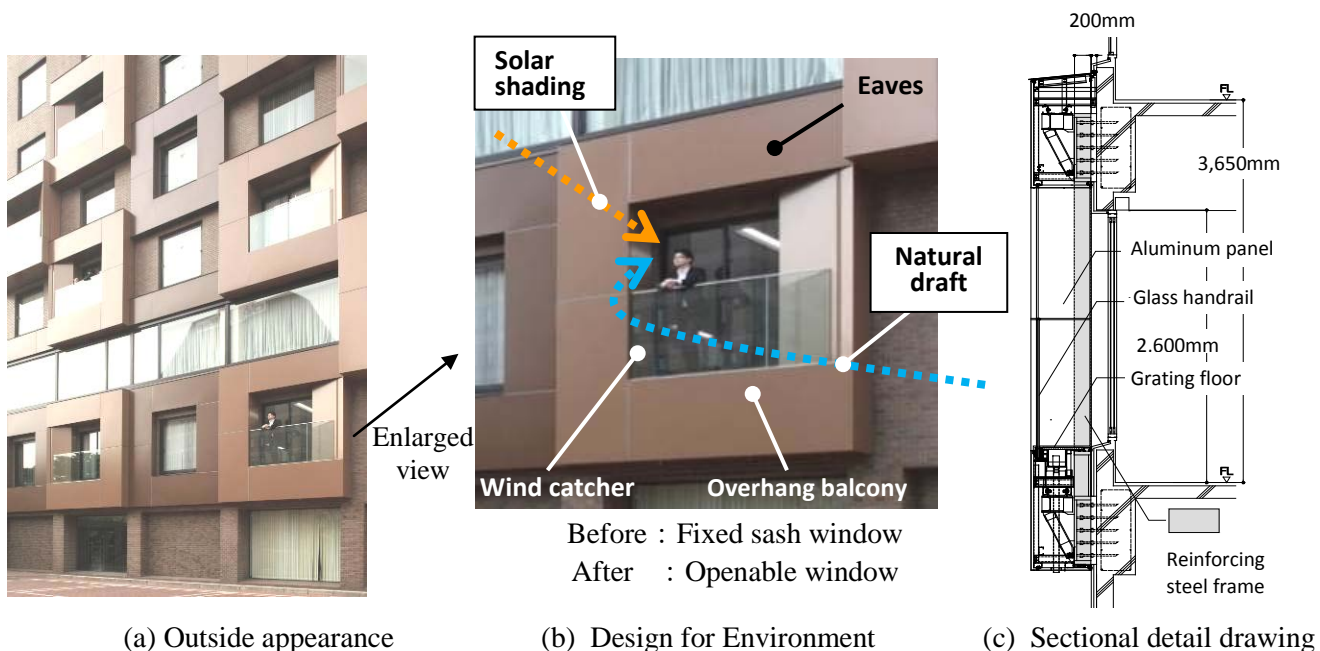 Enlarged
view
(a) Outside appearance
Solar
shading
Eaves
Natural
draft
Wind catcher
Overhang balcony
Before : Fixed sash window
After : Openable window
(b) Design for Environment
200mm
FL
3,650mm
Aluminum panel
Glass handrail
2.600mm
Grating floor
FL
Reinforcing
steel frame
(c) Sectional detail drawing